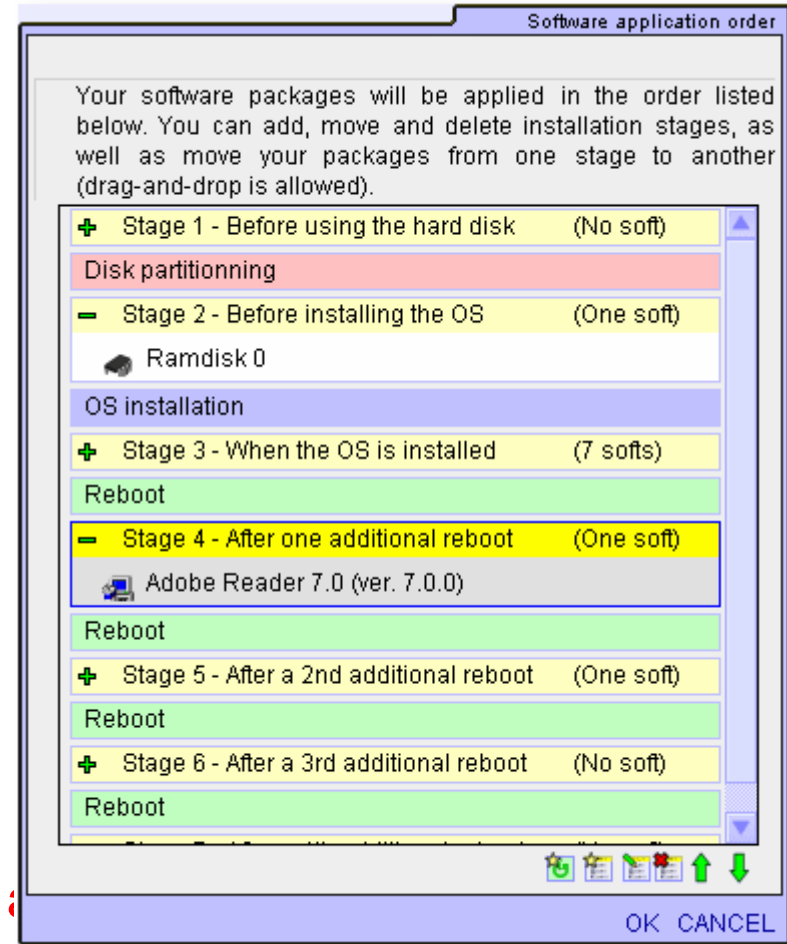 Software application order
Your software packages will be applied in the order listed
below. You can add, move and delete installation stages, as
well as move your packages from one stage to another
(drag-and-drop is allowed).
Stage 1 - Before using the hard disk (No soft)
Disk partitionning
Stage 2 - Before installing the OS (One soft)
Ramdisk 0
OS installation
Stage 3 - When the OS is installed (7 softs)
Reboot
Stage 4 - After one additional reboot (One soft)
Adobe Reader 7.0 (ver. 7.0.0)
Reboot
Stage 5 - After a 2nd additional reboot (One soft)
Reboot
Stage 6 - After a 3rd additional reboot (No soft)
Reboot
OK CANCEL